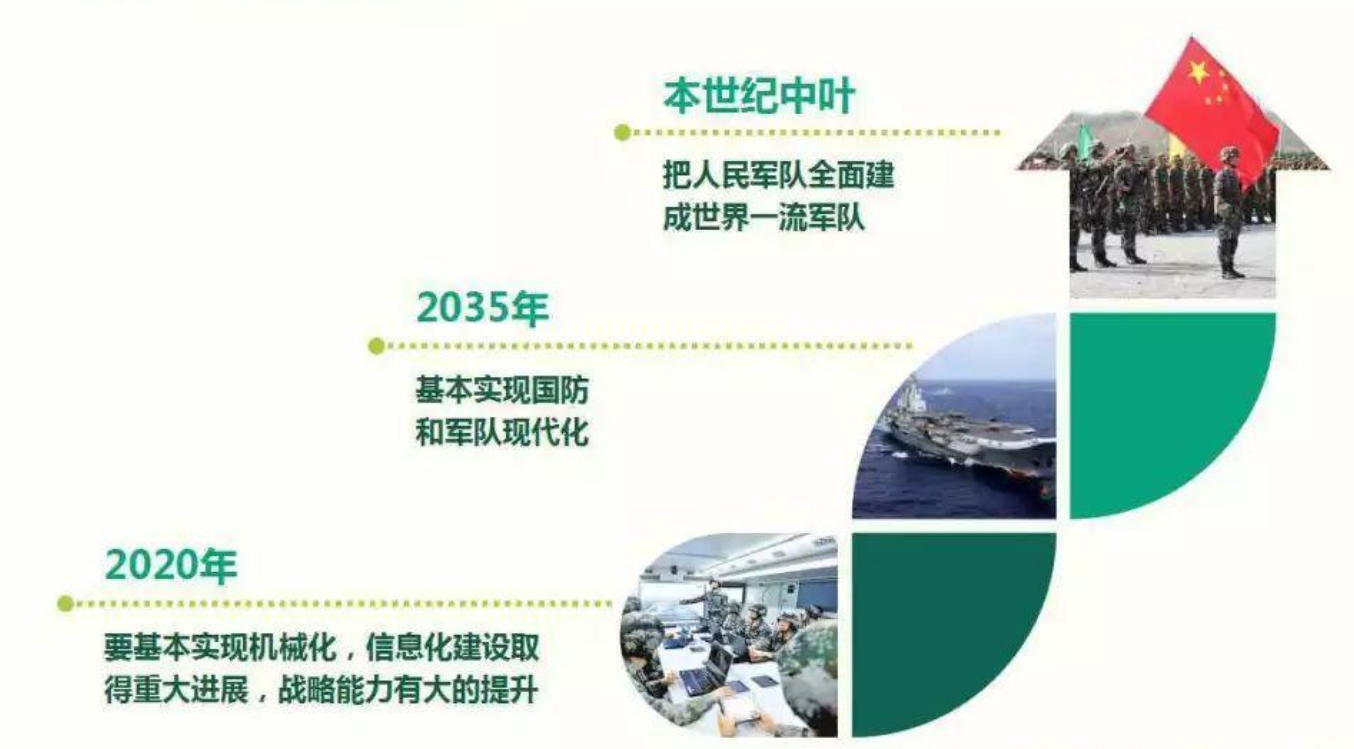 本世纪中叶
把人民军队全面建
成世界一流军队
2035年
基本实现国防
和军队现代化
2020年
要基本实现机械化，信息化建设取
得重大进展，战略能力有大的提升